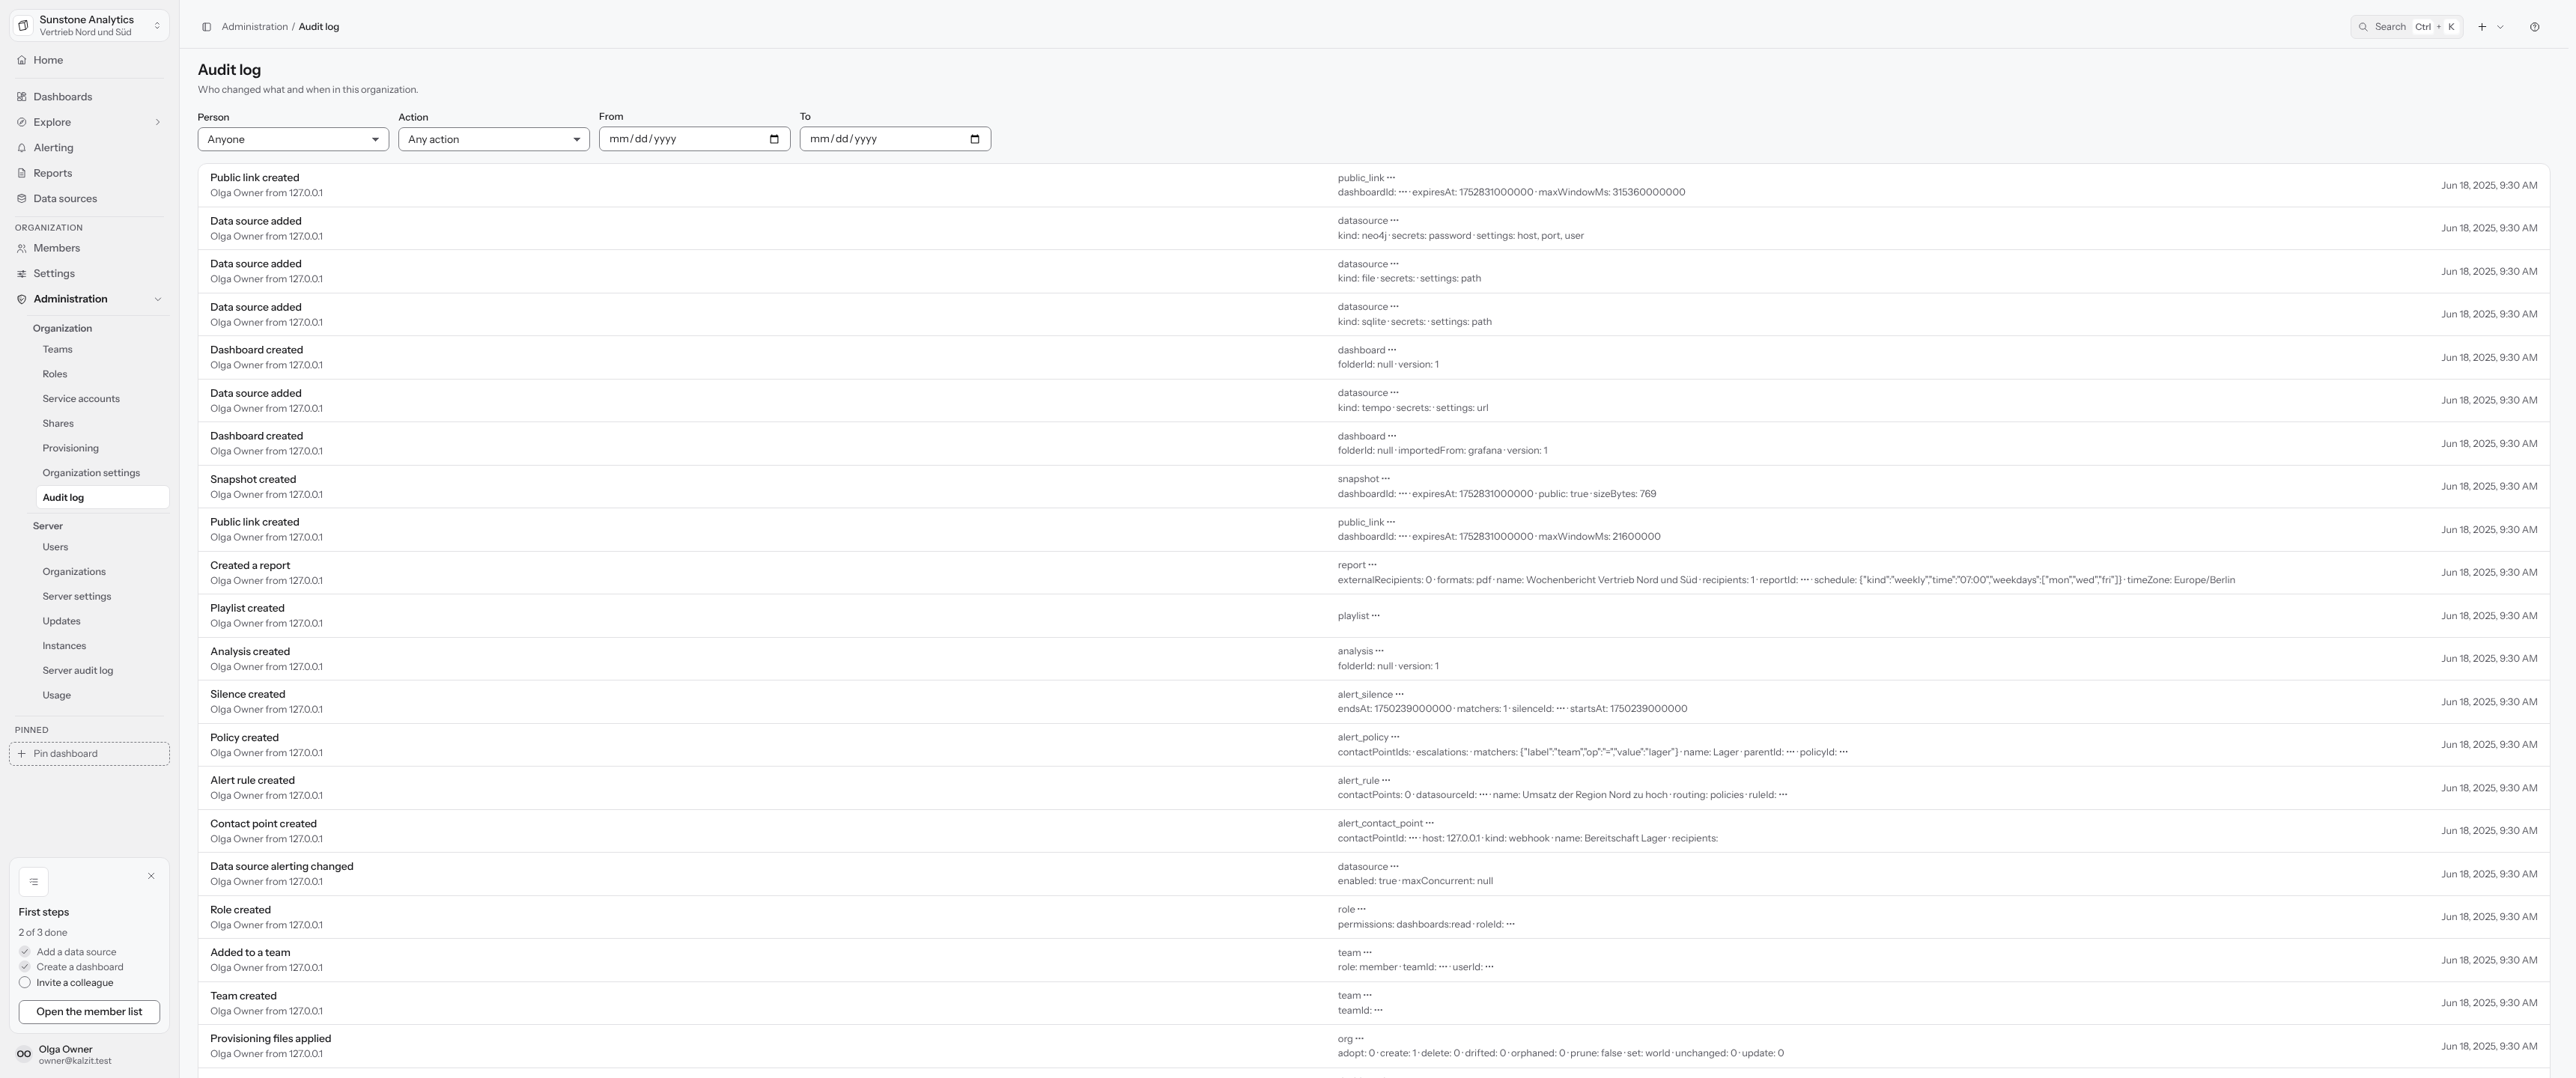 Sunstone Analytics
Vertrieb Nord und Süd
Home
Dashboards
Explore
Alerting
Reports
Data sources
ORGANIZATION
Members
Settings
Administration
Organization
Teams
Roles
Service accounts
Shares
Provisioning
Organization settings
Audit log
Server
Users
Organizations
Server settings
Updates
Instances
Server audit log
Usage
PINNED
Pin dashboard
First steps
2 of 3 done
Add a data source
Create a dashboard
Invite a colleague
Open the member list
OO
Olga Owner
owner@kalzit.test
Administration / Audit log
Search Ctrl + K
Audit log
Who changed what and when in this organization.
Person
Anyone
Action
Any action
From
mm/dd/yyyy
To
mm/dd/yyyy
Public link created
Olga Owner from 127.0.0.1
public_link ···
dashboardId: ··· · expiresAt: 1752831000000 · maxWindowMs: 315360000000
Jun 18, 2025, 9:30 AM
Data source added
Olga Owner from 127.0.0.1
datasource ···
kind: neo4j · secrets: password · settings: host, port, user
Jun 18, 2025, 9:30 AM
Data source added
Olga Owner from 127.0.0.1
datasource ···
kind: file · secrets: · settings: path
Jun 18, 2025, 9:30 AM
Data source added
Olga Owner from 127.0.0.1
datasource ···
kind: sqlite · secrets: · settings: path
Jun 18, 2025, 9:30 AM
Dashboard created
Olga Owner from 127.0.0.1
dashboard ···
folderId: null · version: 1
Jun 18, 2025, 9:30 AM
Data source added
Olga Owner from 127.0.0.1
datasource ···
kind: tempo · secrets: · settings: url
Jun 18, 2025, 9:30 AM
Dashboard created
Olga Owner from 127.0.0.1
dashboard ···
folderId: null · importedFrom: grafana · version: 1
Jun 18, 2025, 9:30 AM
Snapshot created
Olga Owner from 127.0.0.1
snapshot ···
dashboardId: ··· · expiresAt: 1752831000000 · public: true · sizeBytes: 769
Jun 18, 2025, 9:30 AM
Public link created
Olga Owner from 127.0.0.1
public_link ···
dashboardId: ··· · expiresAt: 1752831000000 · maxWindowMs: 21600000
Jun 18, 2025, 9:30 AM
Created a report
Olga Owner from 127.0.0.1
report ···
externalRecipients: 0 · formats: pdf · name: Wochenbericht Vertrieb Nord und Süd · recipients: 1 · reportId: ··· · schedule: {"kind":"weekly","time":"07:00","weekdays":["mon","wed","fri"]} · timeZone: Europe/Berlin
Jun 18, 2025, 9:30 AM
Playlist created
Olga Owner from 127.0.0.1
playlist ···
Jun 18, 2025, 9:30 AM
Analysis created
Olga Owner from 127.0.0.1
analysis ···
folderId: null · version: 1
Jun 18, 2025, 9:30 AM
Silence created
Olga Owner from 127.0.0.1
alert_silence ···
endsAt: 1750239000000 · matchers: 1 · silenceId: ··· · startsAt: 1750239000000
Jun 18, 2025, 9:30 AM
Policy created
Olga Owner from 127.0.0.1
alert_policy ···
contactPointIds: · escalations: · matchers: {"label":"team","op":"=","value":"lager"} · name: Lager · parentId: ··· · policyId: ···
Jun 18, 2025, 9:30 AM
Alert rule created
Olga Owner from 127.0.0.1
alert_rule ···
contactPoints: 0 · datasourceId: ··· · name: Umsatz der Region Nord zu hoch · routing: policies · ruleId: ···
Jun 18, 2025, 9:30 AM
Contact point created
Olga Owner from 127.0.0.1
alert_contact_point ···
contactPointId: ··· · host: 127.0.0.1 · kind: webhook · name: Bereitschaft Lager · recipients:
Jun 18, 2025, 9:30 AM
Data source alerting changed
Olga Owner from 127.0.0.1
datasource ···
enabled: true · maxConcurrent: null
Jun 18, 2025, 9:30 AM
Role created
Olga Owner from 127.0.0.1
role ···
permissions: dashboards:read · roleId: ···
Jun 18, 2025, 9:30 AM
Added to a team
Olga Owner from 127.0.0.1
team ···
role: member · teamId: ··· · userId: ···
Jun 18, 2025, 9:30 AM
Team created
Olga Owner from 127.0.0.1
team ···
teamId: ···
Jun 18, 2025, 9:30 AM
Provisioning files applied
Olga Owner from 127.0.0.1
org ···
adopt: 0 · create: 1 · delete: 0 · drifted: 0 · orphaned: 0 · prune: false · set: world · unchanged: 0 · update: 0
Jun 18, 2025, 9:30 AM